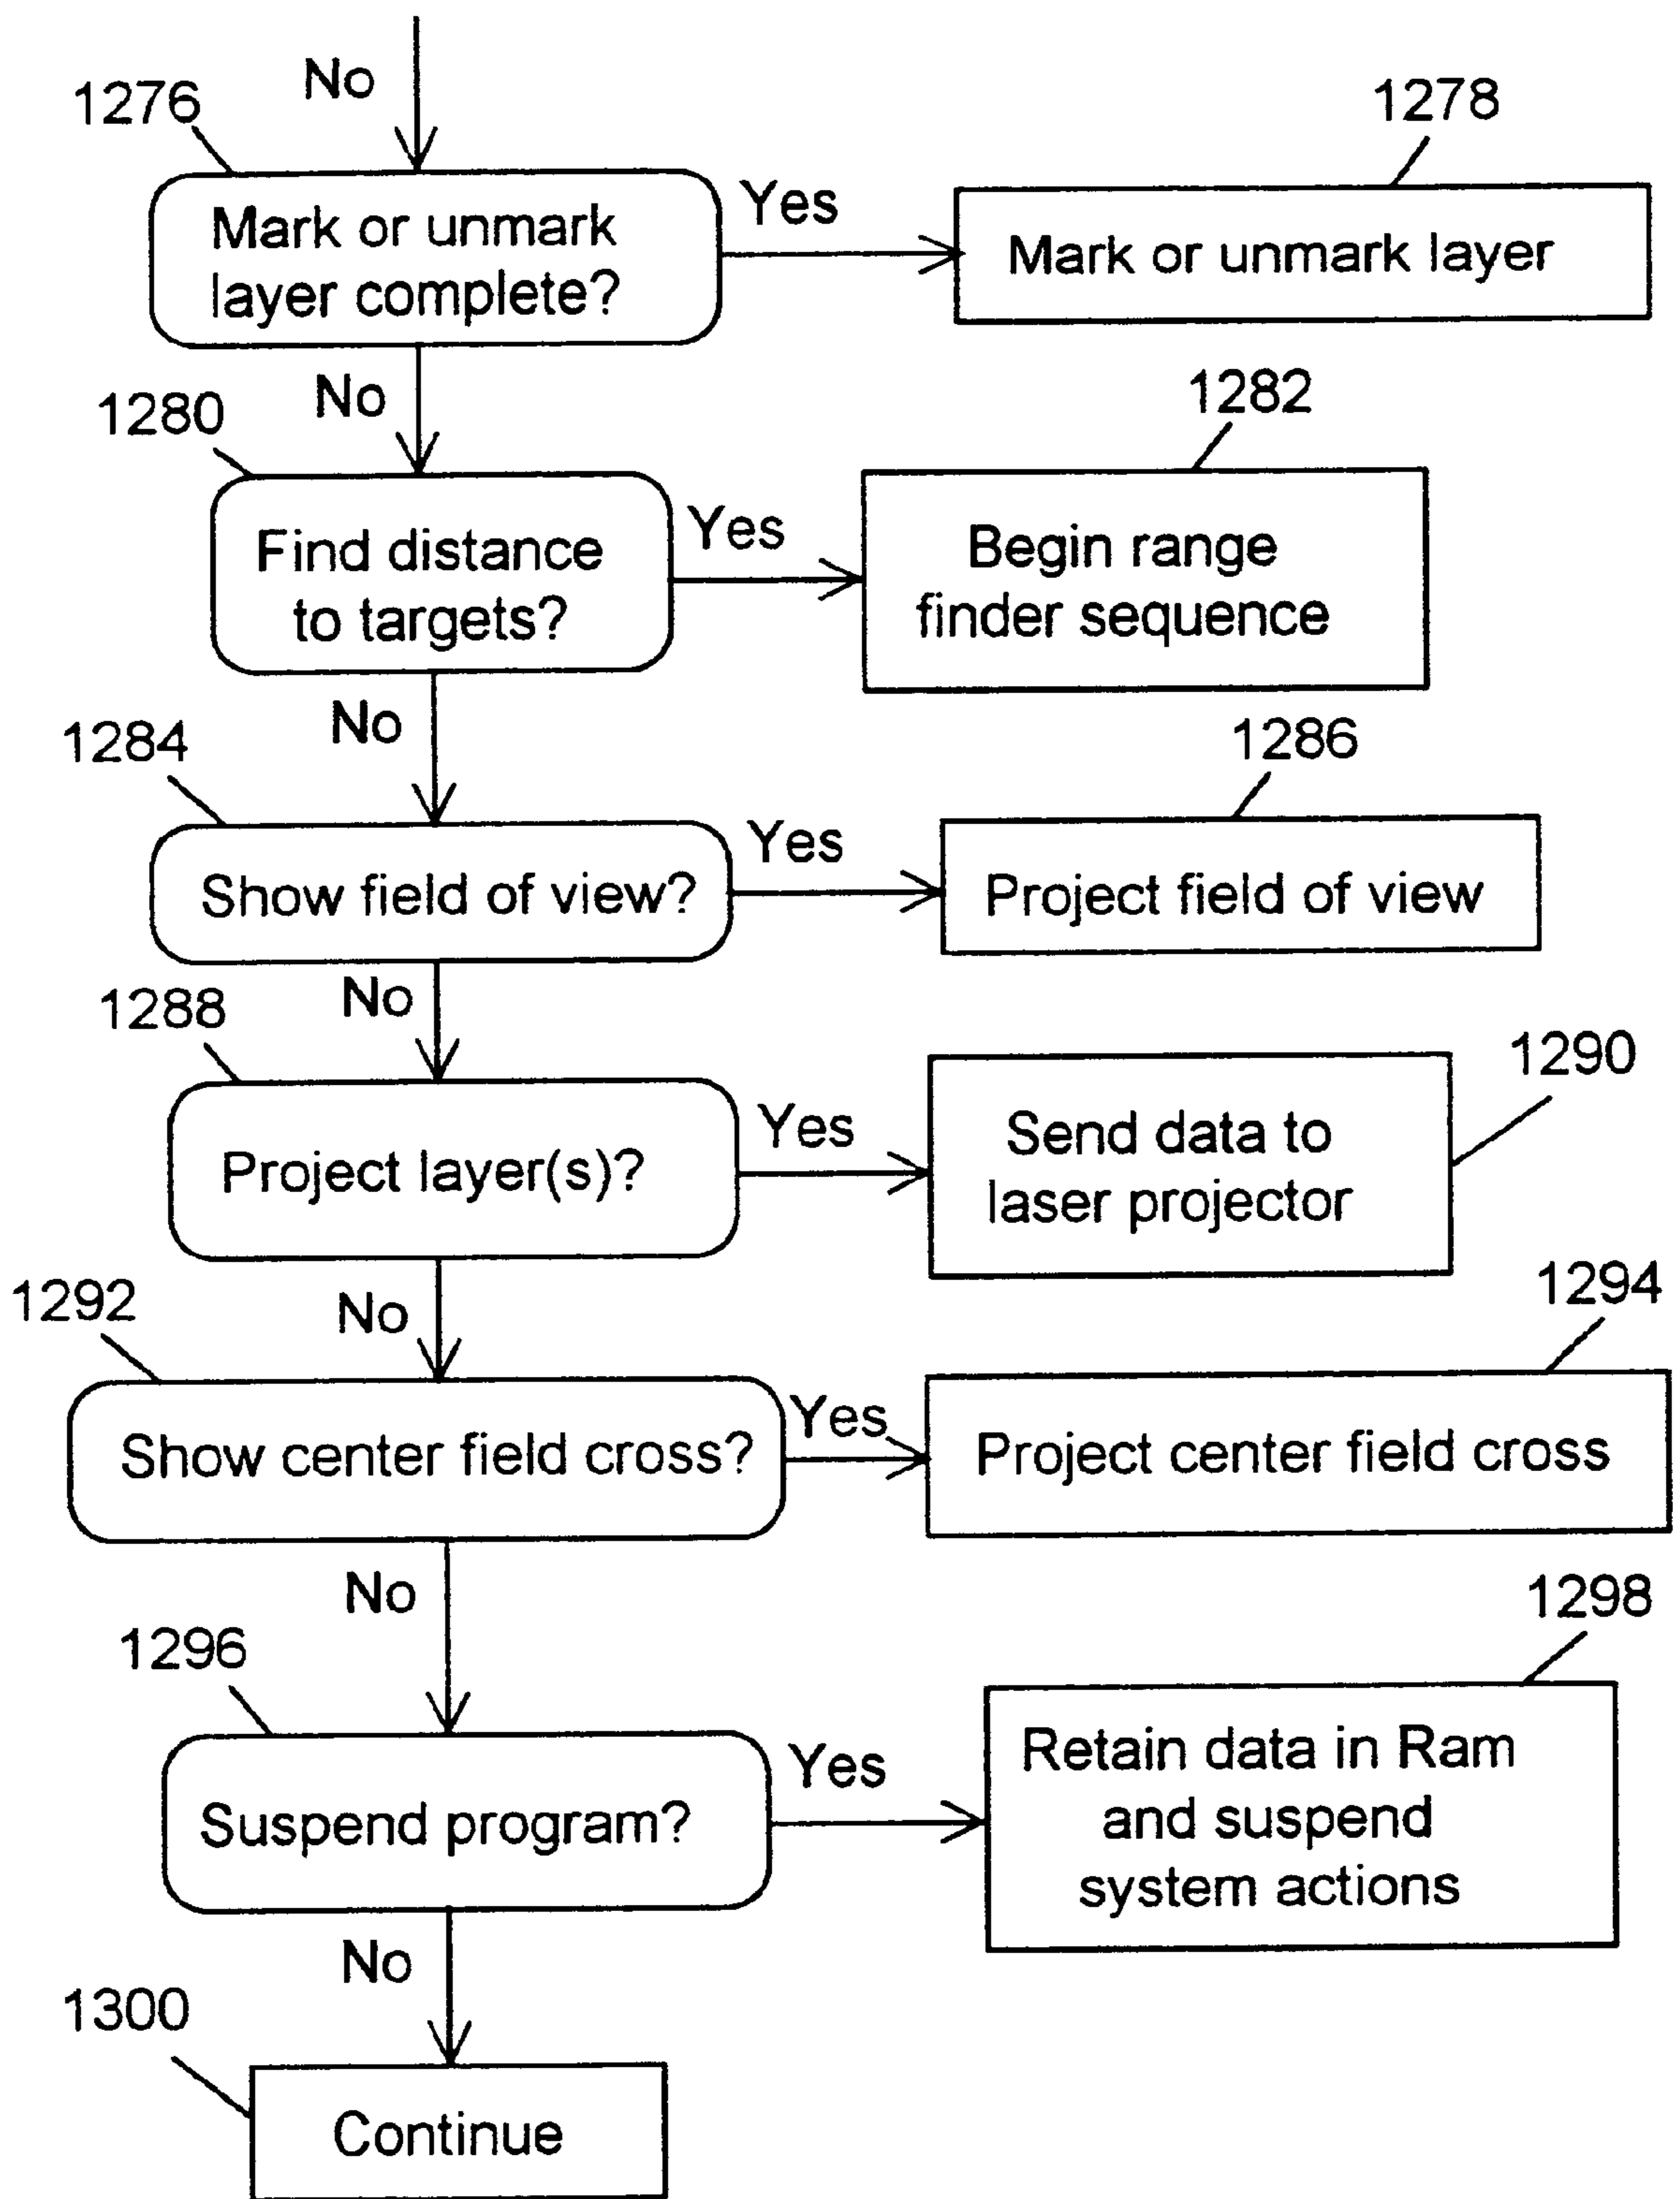 No
1276
1278
Mark or unmark
layer complete?
Yes
Mark or unmark layer
No
1280
1282
Find distance
to targets?
Yes
Begin range
finder sequence
No
1284
1286
Show field of view?
Yes
Project field of view
No
1288
1290
Project layer(s)?
Yes
Send data to
laser projector
No
1292
1294
Show center field cross?
Yes
Project center field cross
No
1296
1298
Suspend program?
Yes
Retain data in Ram
and suspend
system actions
No
1300
Continue